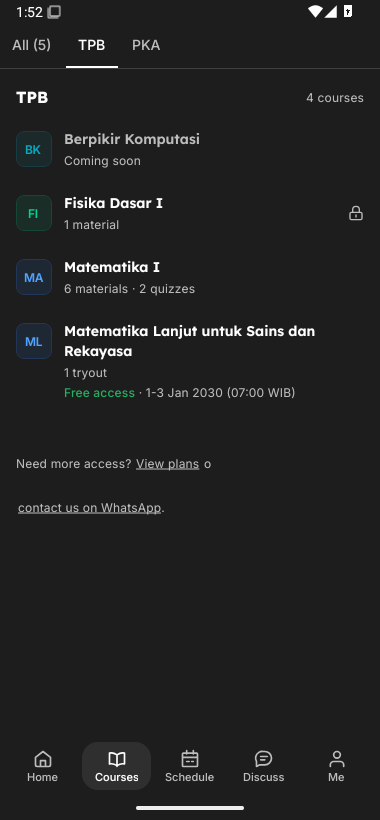 1:52
All (5) TPB PKA
TPB 4 courses
BK Berpikir Komputasi
Coming soon
FI Fisika Dasar I
1 material
MA Matematika I
6 materials · 2 quizzes
ML Matematika Lanjut untuk Sains dan
Rekayasa
1 tryout
Free access · 1-3 Jan 2030 (07:00 WIB)
Need more access? View plans o
contact us on WhatsApp.
Home Courses Schedule Discuss Me